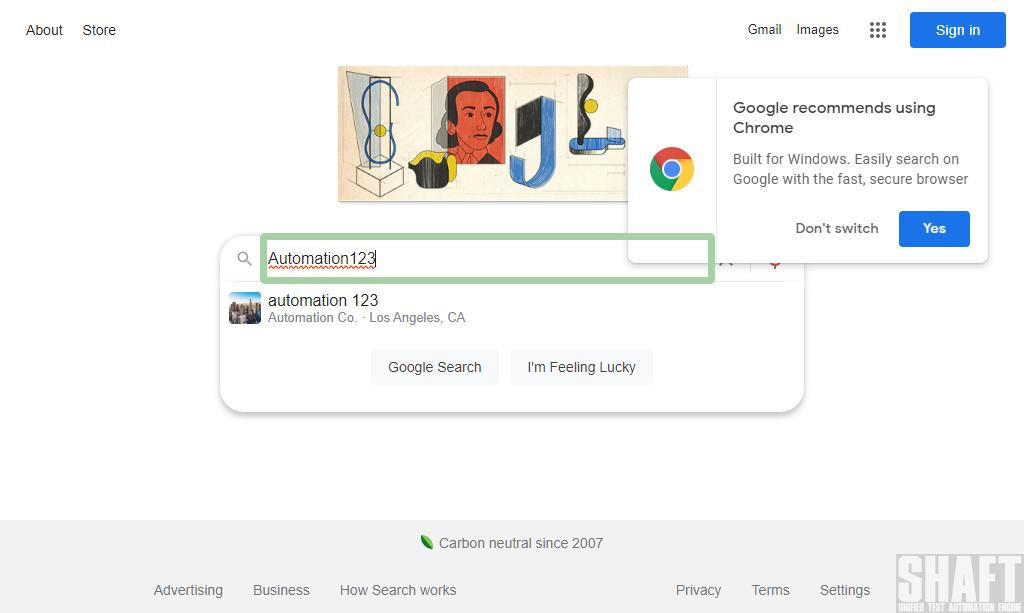 About
Store
Gmail
Images
Sign in
Google recommends using
Chrome
Built for Windows. Easily search on
Google with the fast, secure browser
Don't switch
Yes
Automation123
automation 123
Automation Co. · Los Angeles, CA
Google Search
I'm Feeling Lucky
Carbon neutral since 2007
Advertising
Business
How Search works
Privacy
Terms
Settings
SHAFT
UNIFIED TEST AUTOMATION ENGINE